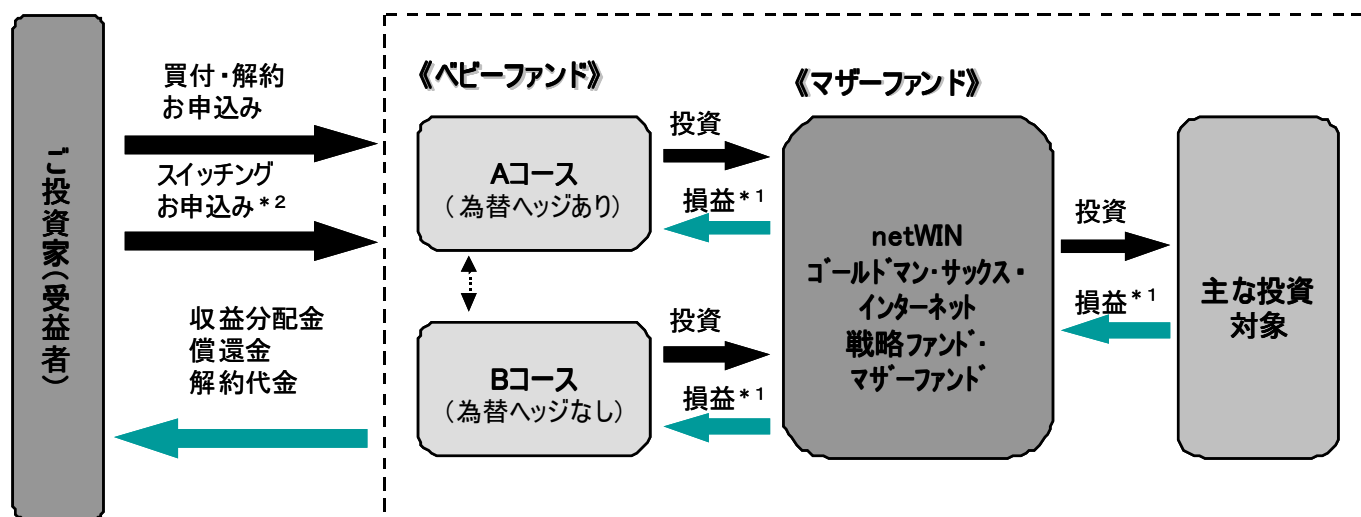 ご投資家(受益者)
買付・解約
お申込み
スイッチング
お申込み*2
収益分配金
償還金
解約代金
《ベビーファンド》
Aコース
(為替ヘッジあり)
Bコース
(為替ヘッジなし)
投資
損益*1
投資
損益*1
《マザーファンド》
netWIN
ゴールドマン・サックス・
インターネット
戦略ファンド・
マザーファンド
投資
損益*1
主な投資
対象